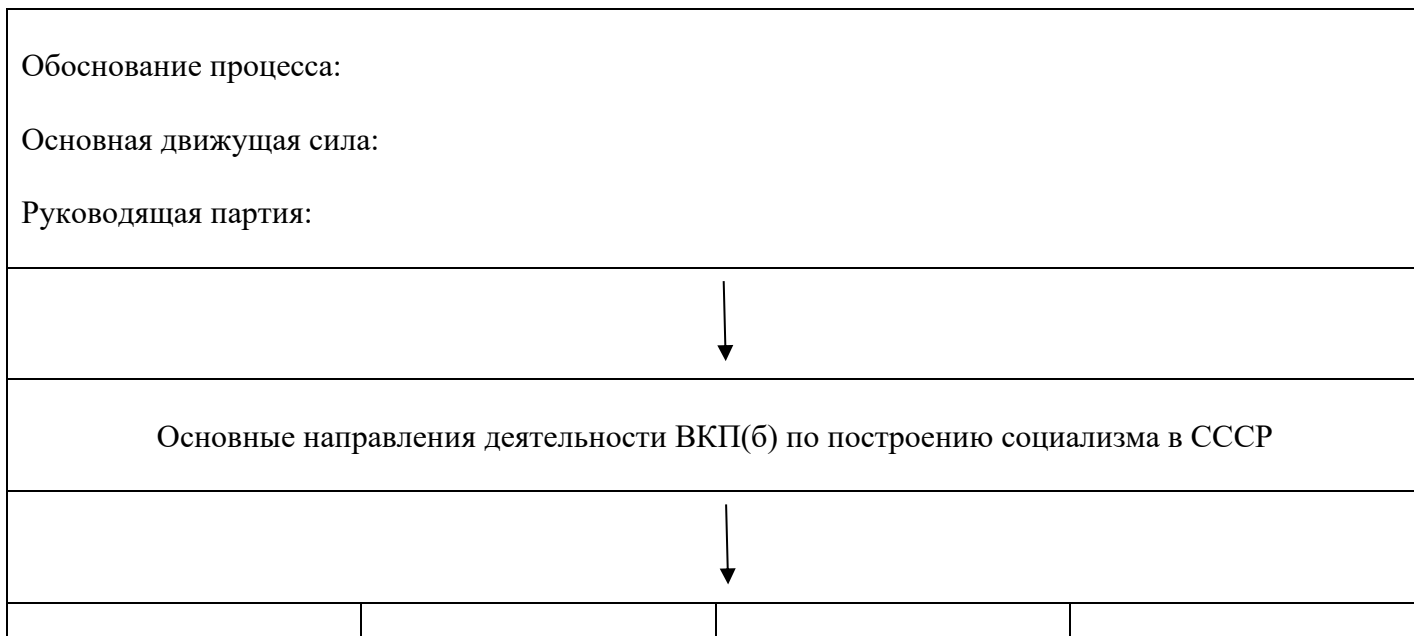 Обоснование процесса:
Основная движущая сила:
Руководящая партия:
Основные направления деятельности ВКП(б) по построению социализма в СССР